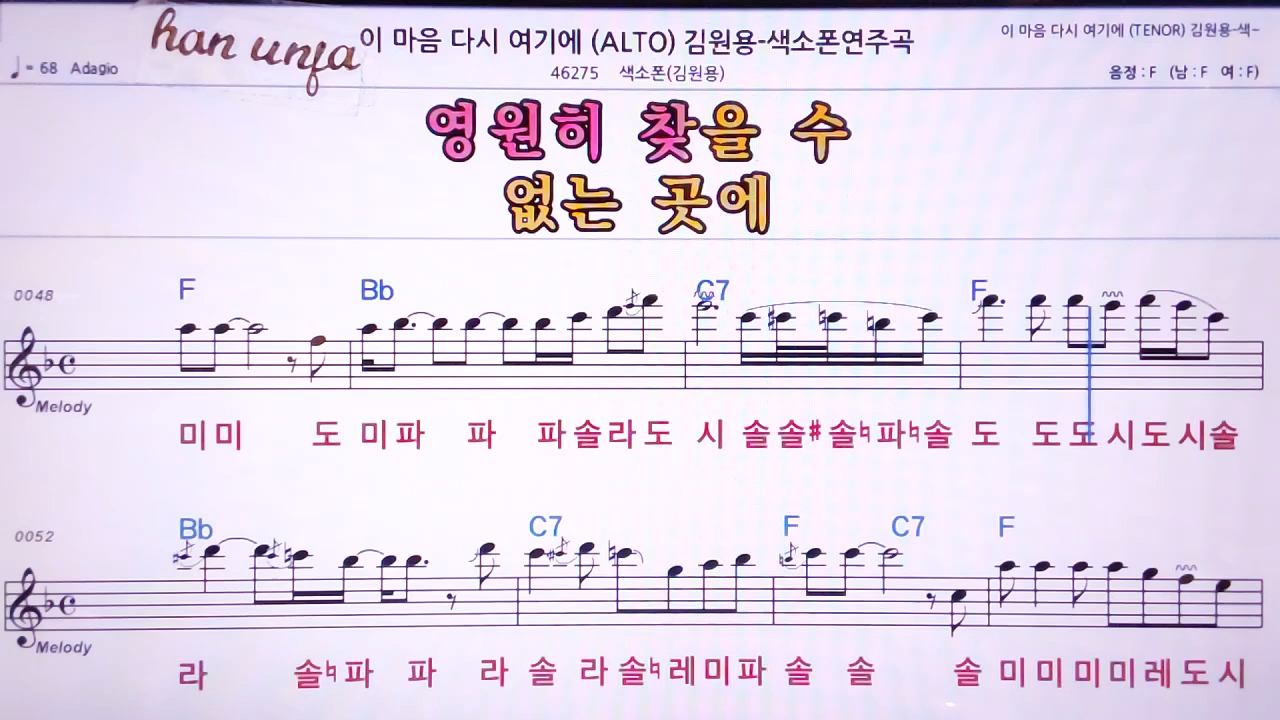 han unfa
이 마음 다시 여기에 (ALTO) 김원용-색소폰연주곡
이 마음 다시 여기에 (TENOR) 김원용-색-
♩= 68 Adagio
46275 색소폰(김원용)
음정 : F (남 : F 여 : F)
영원히 찾을 수
없는 곳에
0048 F Bb C7 F
Melody
미 미 도 미 파 파 파 솔 라 도 시 솔 솔# 솔♮ 파♮ 솔 도 도 도 시 도 시 솔
0052 Bb C7 F C7 F
Melody
라 솔♮ 파 파 라 솔 라 솔♮ 레 미 파 솔 솔 솔 미 미 미 미 레 도 시